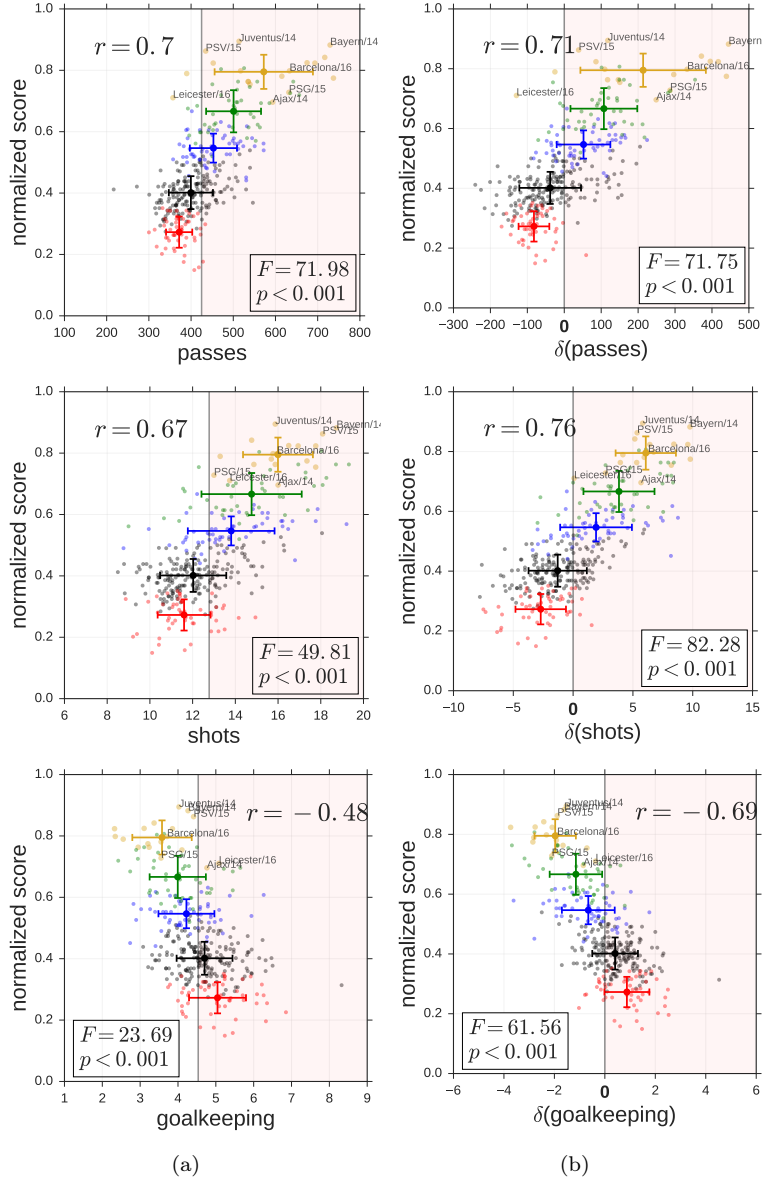 1.0
0.8
0.6
0.4
0.2
0.0
normalized score
r = 0.7
Juventus/14
Bayern/14
PSV/15
Barcelona/16
PSG/15
Leicester/16
Ajax/14
F = 71.98
p < 0.001
100 200 300 400 500 600 700 800
passes
1.0
0.8
0.6
0.4
0.2
0.0
normalized score
r = 0.71
Juventus/14
Bayern
PSV/15
Barcelona/16
PSG/15
Leicester/16
Ajax/14
F = 71.75
p < 0.001
−300 −200 −100 0 100 200 300 400 500
δ(passes)
1.0
0.8
0.6
0.4
0.2
0.0
normalized score
r = 0.67
Juventus/14
Bayern/14
PSV/15
Barcelona/16
PSG/15
Leicester/16
Ajax/14
F = 49.81
p < 0.001
6 8 10 12 14 16 18 20
shots
1.0
0.8
0.6
0.4
0.2
0.0
normalized score
r = 0.76
Juventus/14
Bayern/14
PSV/15
Barcelona/16
PSG/15
Leicester/16
Ajax/14
F = 82.28
p < 0.001
−10 −5 0 5 10 15
δ(shots)
1.0
0.8
0.6
0.4
0.2
0.0
normalized score
r = −0.48
Juventus/14
Bayern/14
PSV/15
Barcelona/16
PSG/15
Leicester/16
Ajax/14
F = 23.69
p < 0.001
1 2 3 4 5 6 7 8 9
goalkeeping
1.0
0.8
0.6
0.4
0.2
0.0
normalized score
r = −0.69
Juventus/14
Bayern/14
PSV/15
Barcelona/16
PSG/15
Leicester/16
Ajax/14
F = 61.56
p < 0.001
−6 −4 −2 0 2 4 6
δ(goalkeeping)
(a)
(b)